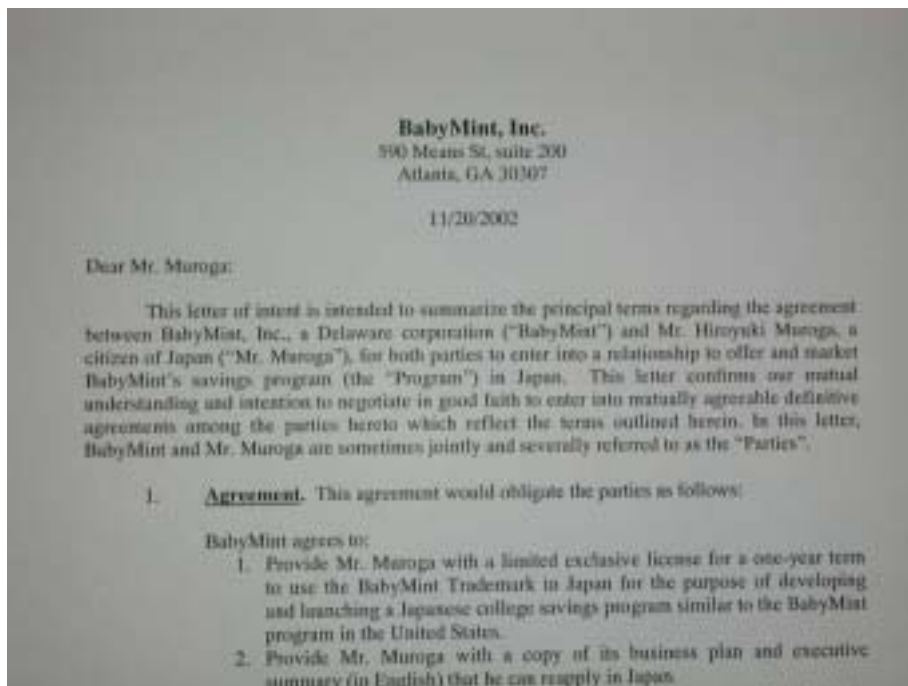 BabyMint, Inc.
590 Means St, suite 200
Atlanta, GA 30307
11/20/2002
Dear Mr. Muroga:
This letter of intent is intended to summarize the principal terms regarding the agreement
between BabyMint, Inc., a Delaware corporation ("BabyMint") and Mr. Hiroyuki Muroga, a
citizen of Japan ("Mr. Muroga"), for both parties to enter into a relationship to offer and market
BabyMint's savings program (the "Program") in Japan. This letter confirms our mutual
understanding and intention to negotiate in good faith to enter into mutually agreeable definitive
agreements among the parties hereto which reflect the terms outlined herein. In this letter,
BabyMint and Mr. Muroga are sometimes jointly and severally referred to as the "Parties".
1. Agreement. This agreement would obligate the parties as follows:
BabyMint agrees to:
1. Provide Mr. Muroga with a limited exclusive license for a one-year term
to use the BabyMint Trademark in Japan for the purpose of developing
and launching a Japanese college savings program similar to the BabyMint
program in the United States.
2. Provide Mr. Muroga with a copy of its business plan and executive
summary (in English) that he can reapply in Japan.